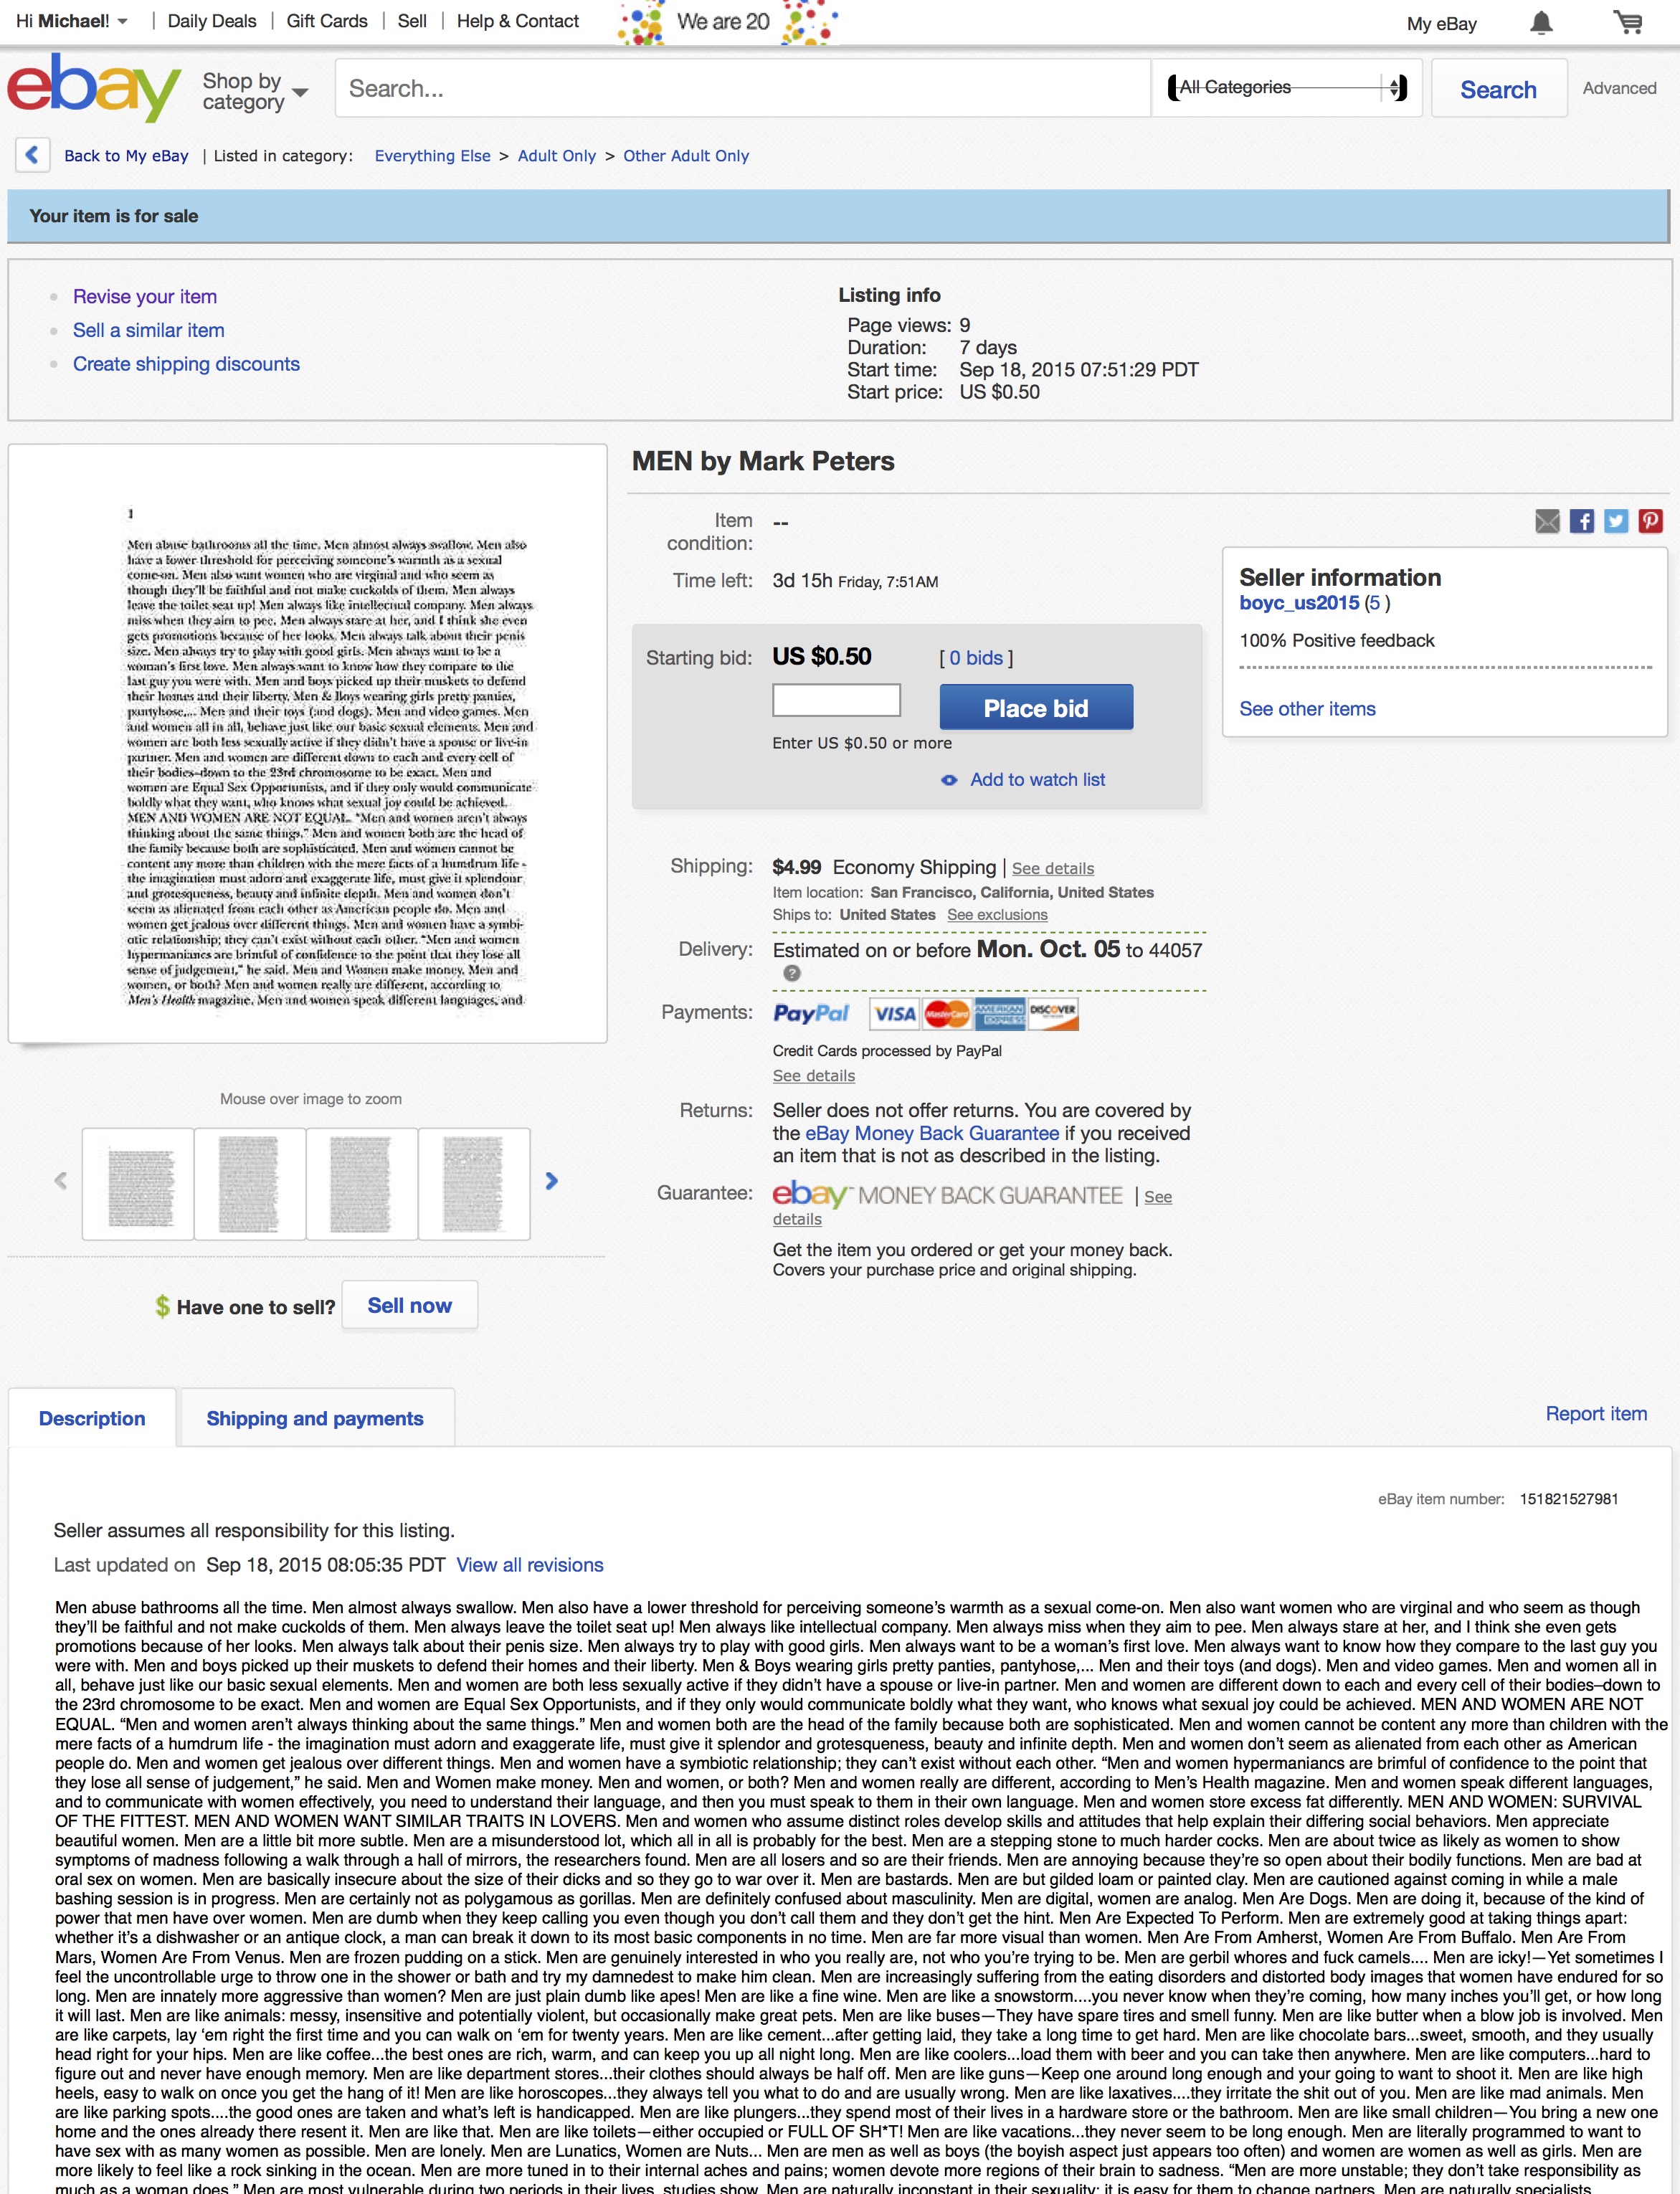 Hi Michael! | Daily Deals | Gift Cards | Sell | Help & Contact We are 20 My eBay
ebay Shop by category Search... All Categories Search Advanced
Back to My eBay | Listed in category: Everything Else > Adult Only > Other Adult Only
Your item is for sale
Revise your item
Sell a similar item
Create shipping discounts
Listing info
Page views: 9
Duration: 7 days
Start time: Sep 18, 2015 07:51:29 PDT
Start price: US $0.50
1
Men abuse bathrooms all the time. Men almost always swallow. Men also
have a lower threshold for perceiving someone's warmth as a sexual
come-on. Men also want women who are virginal and who seem as
though they'll be faithful and not make cuckolds of them. Men always
leave the toilet seat up! Men always like intellectual company. Men always
miss when they aim to pee. Men always stare at her, and I think she even
gets promotions because of her looks. Men always talk about their penis
size. Men always try to play with good girls. Men always want to be a
woman's first love. Men always want to know how they compare to the
last guy you were with. Men and boys picked up their muskets to defend
their homes and their liberty. Men & Boys wearing girls pretty panties,
pantyhose,... Men and their toys (and dogs). Men and video games. Men
and women all in all, behave just like our basic sexual elements. Men and
women are both less sexually active if they didn't have a spouse or live-in
partner. Men and women are different down to each and every cell of
their bodies–down to the 23rd chromosome to be exact. Men and
women are Equal Sex Opportunists, and if they only would communicate
boldly what they want, who knows what sexual joy could be achieved.
MEN AND WOMEN ARE NOT EQUAL. "Men and women aren't always
thinking about the same things." Men and women both are the head of
the family because both are sophisticated. Men and women cannot be
content any more than children with the mere facts of a humdrum life -
the imagination must adorn and exaggerate life, must give it splendour
and grotesqueness, beauty and infinite depth. Men and women don't
seem as alienated from each other as American people do. Men and
women get jealous over different things. Men and women have a symbi-
otic relationship; they can't exist without each other. "Men and women
hypermaniancs are brimful of confidence to the point that they lose all
sense of judgement," he said. Men and Women make money. Men and
women, or both? Men and women really are different, according to
Men's Health magazine. Men and women speak different languages, and
Mouse over image to zoom
$ Have one to sell? Sell now
MEN by Mark Peters
Item condition: --
Time left: 3d 15h Friday, 7:51AM
Starting bid: US $0.50 [ 0 bids ]
Place bid
Enter US $0.50 or more
Add to watch list
Shipping: $4.99 Economy Shipping | See details
Item location: San Francisco, California, United States
Ships to: United States See exclusions
Delivery: Estimated on or before Mon. Oct. 05 to 44057
?
Payments: PayPal VISA MasterCard AMERICAN EXPRESS DISCOVER
Credit Cards processed by PayPal
See details
Returns: Seller does not offer returns. You are covered by
the eBay Money Back Guarantee if you received
an item that is not as described in the listing.
Guarantee: ebay MONEY BACK GUARANTEE | See
details
Get the item you ordered or get your money back.
Covers your purchase price and original shipping.
Seller information
boyc_us2015 (5 )
100% Positive feedback
See other items
Description Shipping and payments Report item
eBay item number: 151821527981
Seller assumes all responsibility for this listing.
Last updated on Sep 18, 2015 08:05:35 PDT View all revisions
Men abuse bathrooms all the time. Men almost always swallow. Men also have a lower threshold for perceiving someone's warmth as a sexual come-on. Men also want women who are virginal and who seem as though
they'll be faithful and not make cuckolds of them. Men always leave the toilet seat up! Men always like intellectual company. Men always miss when they aim to pee. Men always stare at her, and I think she even gets
promotions because of her looks. Men always talk about their penis size. Men always try to play with good girls. Men always want to be a woman's first love. Men always want to know how they compare to the last guy you
were with. Men and boys picked up their muskets to defend their homes and their liberty. Men & Boys wearing girls pretty panties, pantyhose,... Men and their toys (and dogs). Men and video games. Men and women all in
all, behave just like our basic sexual elements. Men and women are both less sexually active if they didn't have a spouse or live-in partner. Men and women are different down to each and every cell of their bodies–down to
the 23rd chromosome to be exact. Men and women are Equal Sex Opportunists, and if they only would communicate boldly what they want, who knows what sexual joy could be achieved. MEN AND WOMEN ARE NOT
EQUAL. "Men and women aren't always thinking about the same things." Men and women both are the head of the family because both are sophisticated. Men and women cannot be content any more than children with the
mere facts of a humdrum life - the imagination must adorn and exaggerate life, must give it splendor and grotesqueness, beauty and infinite depth. Men and women don't seem as alienated from each other as American
people do. Men and women get jealous over different things. Men and women have a symbiotic relationship; they can't exist without each other. "Men and women hypermaniancs are brimful of confidence to the point that
they lose all sense of judgement," he said. Men and Women make money. Men and women, or both? Men and women really are different, according to Men's Health magazine. Men and women speak different languages,
and to communicate with women effectively, you need to understand their language, and then you must speak to them in their own language. Men and women store excess fat differently. MEN AND WOMEN: SURVIVAL
OF THE FITTEST. MEN AND WOMEN WANT SIMILAR TRAITS IN LOVERS. Men and women who assume distinct roles develop skills and attitudes that help explain their differing social behaviors. Men appreciate
beautiful women. Men are a little bit more subtle. Men are a misunderstood lot, which all in all is probably for the best. Men are a stepping stone to much harder cocks. Men are about twice as likely as women to show
symptoms of madness following a walk through a hall of mirrors, the researchers found. Men are all losers and so are their friends. Men are annoying because they're so open about their bodily functions. Men are bad at
oral sex on women. Men are basically insecure about the size of their dicks and so they go to war over it. Men are bastards. Men are but gilded loam or painted clay. Men are cautioned against coming in while a male
bashing session is in progress. Men are certainly not as polygamous as gorillas. Men are definitely confused about masculinity. Men are digital, women are analog. Men Are Dogs. Men are doing it, because of the kind of
power that men have over women. Men are dumb when they keep calling you even though you don't call them and they don't get the hint. Men Are Expected To Perform. Men are extremely good at taking things apart:
whether it's a dishwasher or an antique clock, a man can break it down to its most basic components in no time. Men are far more visual than women. Men Are From Amherst, Women Are From Buffalo. Men Are From
Mars, Women Are From Venus. Men are frozen pudding on a stick. Men are genuinely interested in who you really are, not who you're trying to be. Men are gerbil whores and fuck camels.... Men are icky!—Yet sometimes I
feel the uncontrollable urge to throw one in the shower or bath and try my damnedest to make him clean. Men are increasingly suffering from the eating disorders and distorted body images that women have endured for so
long. Men are innately more aggressive than women? Men are just plain dumb like apes! Men are like a fine wine. Men are like a snowstorm....you never know when they're coming, how many inches you'll get, or how long
it will last. Men are like animals: messy, insensitive and potentially violent, but occasionally make great pets. Men are like buses—They have spare tires and smell funny. Men are like butter when a blow job is involved. Men
are like carpets, lay 'em right the first time and you can walk on 'em for twenty years. Men are like cement...after getting laid, they take a long time to get hard. Men are like chocolate bars...sweet, smooth, and they usually
head right for your hips. Men are like coffee...the best ones are rich, warm, and can keep you up all night long. Men are like coolers...load them with beer and you can take then anywhere. Men are like computers...hard to
figure out and never have enough memory. Men are like department stores...their clothes should always be half off. Men are like guns—Keep one around long enough and your going to want to shoot it. Men are like high
heels, easy to walk on once you get the hang of it! Men are like horoscopes...they always tell you what to do and are usually wrong. Men are like laxatives....they irritate the shit out of you. Men are like mad animals. Men
are like parking spots....the good ones are taken and what's left is handicapped. Men are like plungers...they spend most of their lives in a hardware store or the bathroom. Men are like small children—You bring a new one
home and the ones already there resent it. Men are like that. Men are like toilets—either occupied or FULL OF SH*T! Men are like vacations...they never seem to be long enough. Men are literally programmed to want to
have sex with as many women as possible. Men are lonely. Men are Lunatics, Women are Nuts... Men are men as well as boys (the boyish aspect just appears too often) and women are women as well as girls. Men are
more likely to feel like a rock sinking in the ocean. Men are more tuned in to their internal aches and pains; women devote more regions of their brain to sadness. "Men are more unstable; they don't take responsibility as
much as a woman does." Men are most vulnerable during two periods in their lives, studies show. Men are naturally inconstant in their sexuality; it is easy for them to change partners. Men are naturally specialists